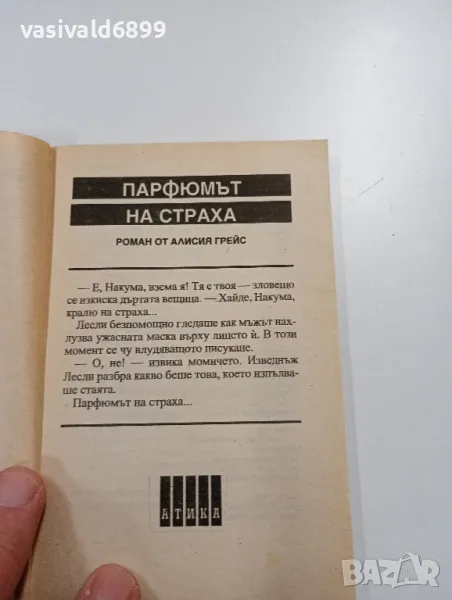 vasivald6899
ПАРФЮМЪТ
НА СТРАХА
РОМАН ОТ АЛИСИЯ ГРЕЙС
— Е, Накума, взема я! Тя е твоя — зловещо
се изкиска дъртата вещица. — Хайде, Накума,
кралю на страха...
Лесли безпомощно гледаше как мъжът нах-
лузва ужасната маска върху лицето ѝ. В този
момент се чу влудяващото писукане.
— О, не! — извика момичето. Изведнъж
Лесли разбра какво беше това, което изпълва-
ше стаята.
Парфюмът на страха...
АТИКА
BAZAR